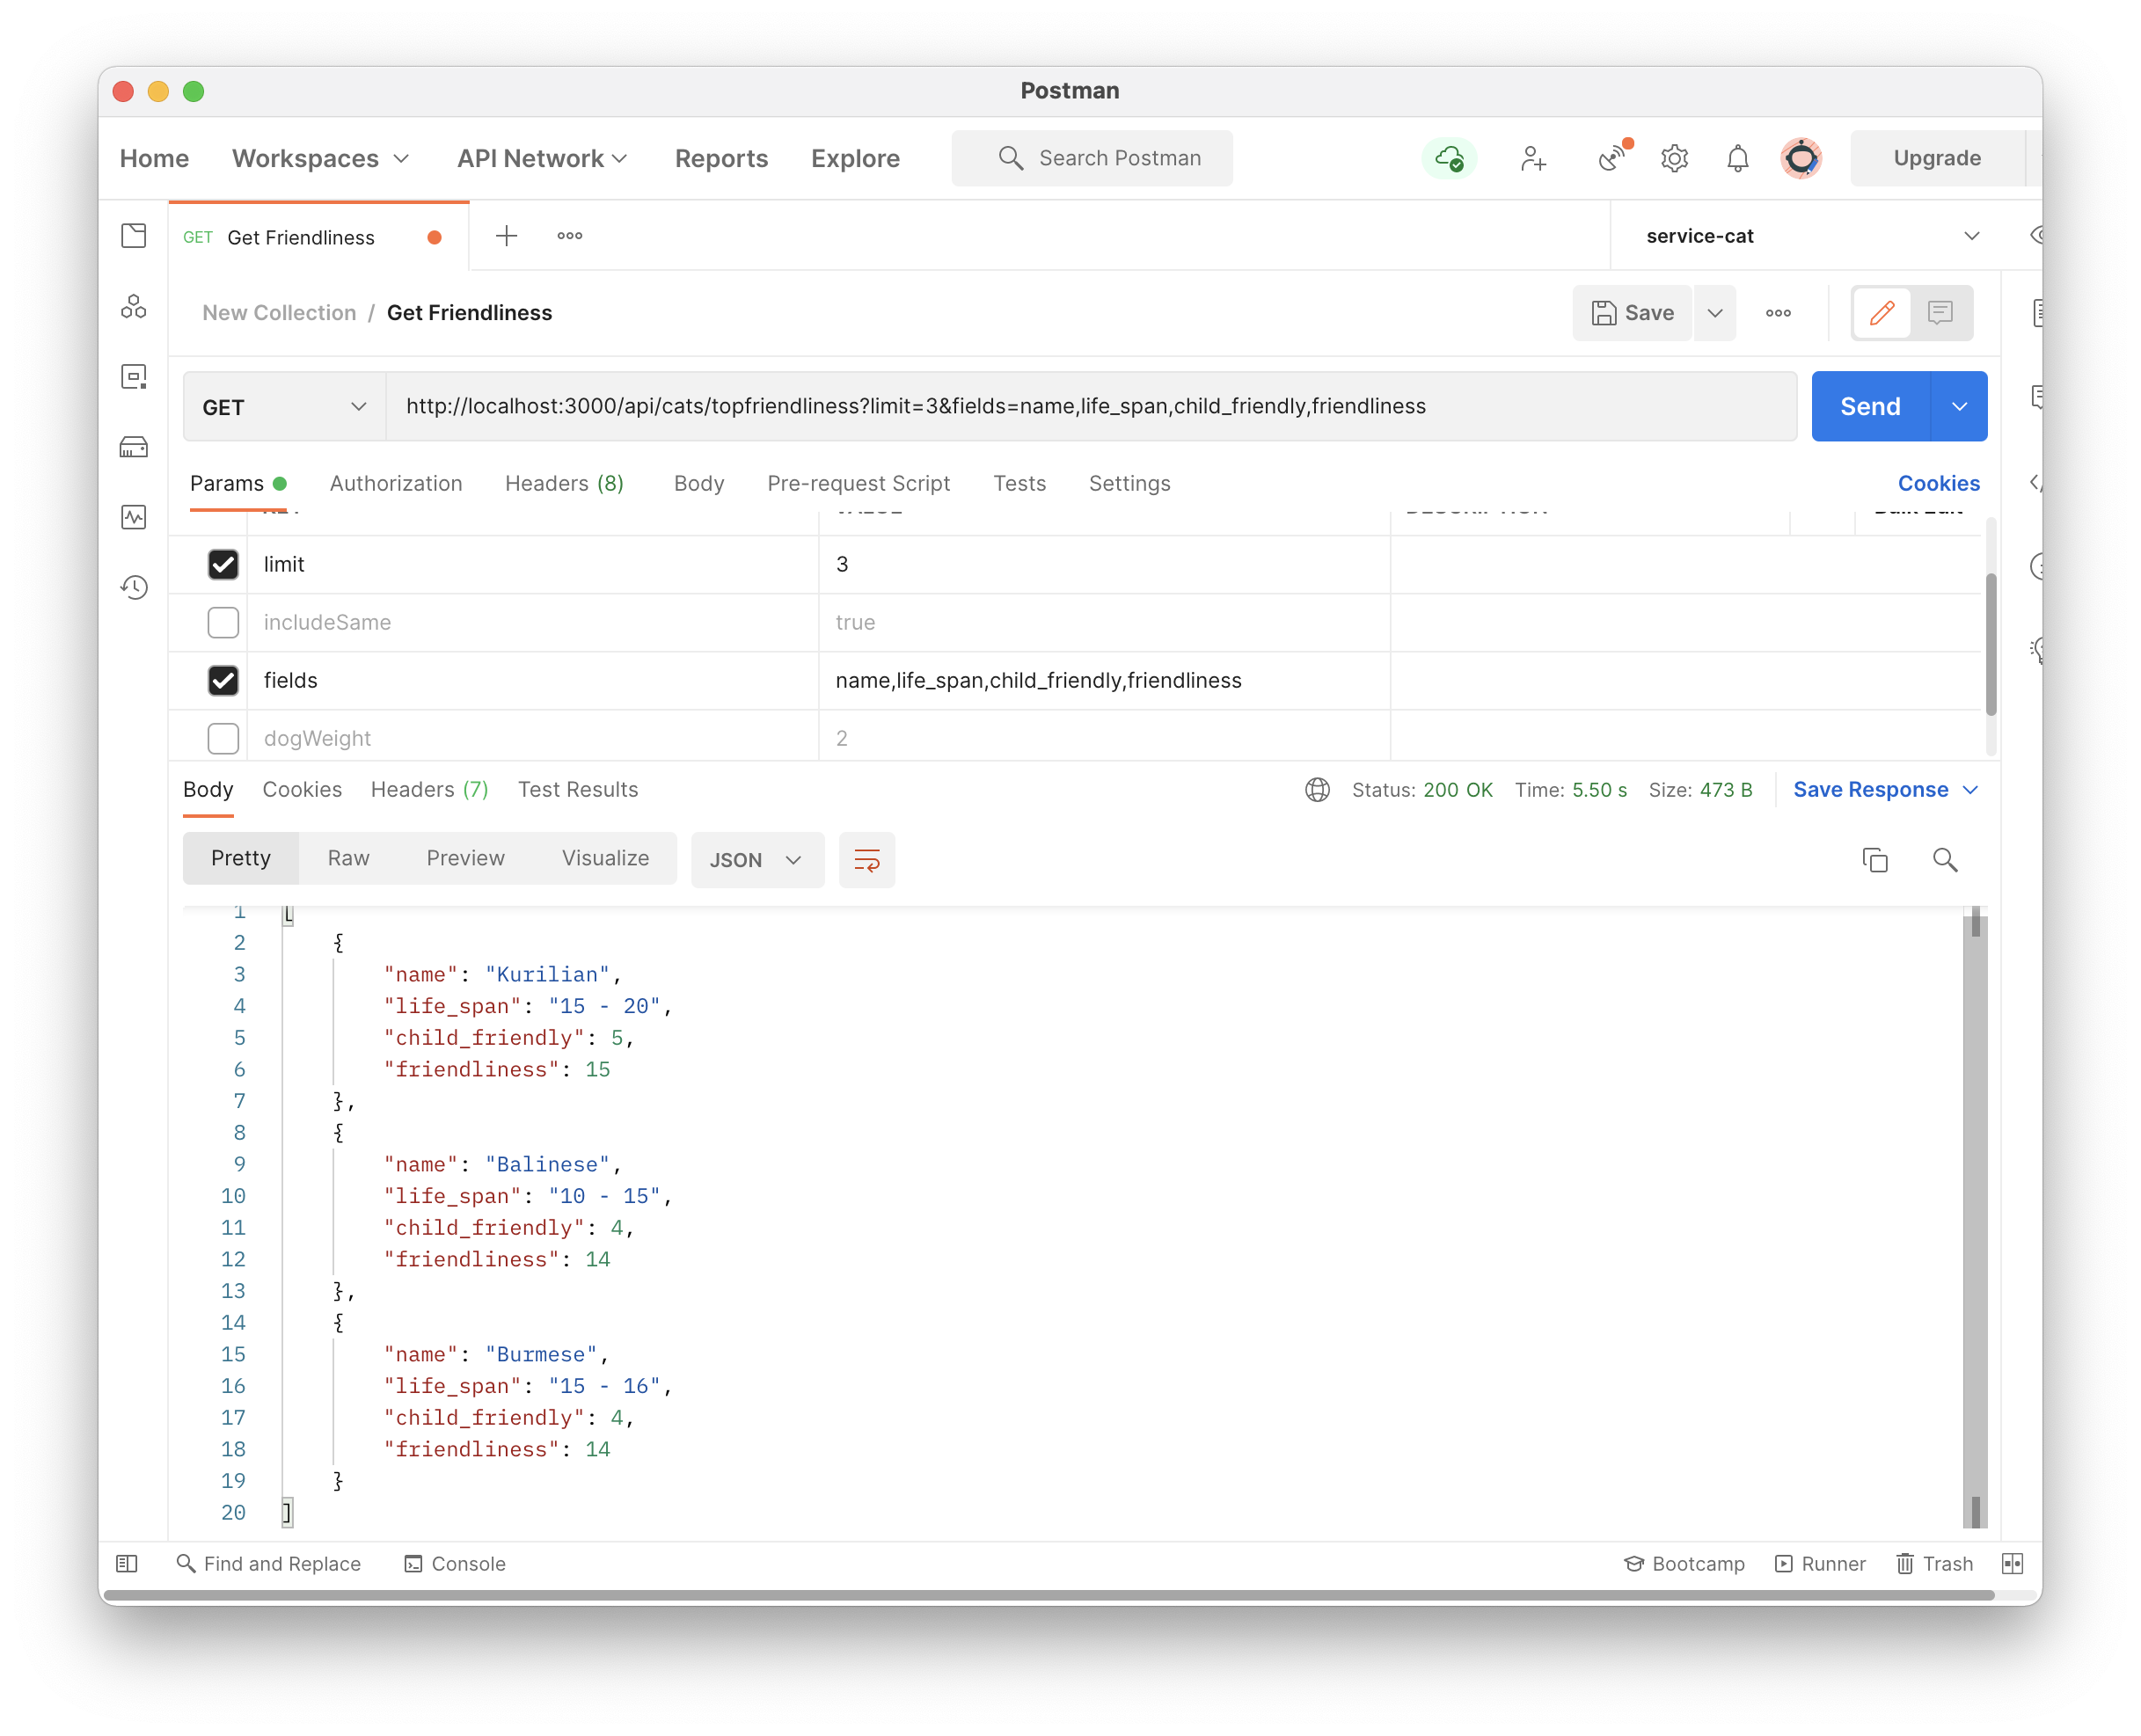 Postman
Home Workspaces API Network Reports Explore Search Postman Upgrade
GET Get Friendliness service-cat
New Collection / Get Friendliness Save
GET http://localhost:3000/api/cats/topfriendliness?limit=3&fields=name,life_span,child_friendly,friendliness Send
Params Authorization Headers (8) Body Pre-request Script Tests Settings Cookies
limit 3
includeSame true
fields name,life_span,child_friendly,friendliness
dogWeight 2
Body Cookies Headers (7) Test Results Status: 200 OK Time: 5.50 s Size: 473 B Save Response
Pretty Raw Preview Visualize JSON
1 [
2 {
3 "name": "Kurilian",
4 "life_span": "15 - 20",
5 "child_friendly": 5,
6 "friendliness": 15
7 },
8 {
9 "name": "Balinese",
10 "life_span": "10 - 15",
11 "child_friendly": 4,
12 "friendliness": 14
13 },
14 {
15 "name": "Burmese",
16 "life_span": "15 - 16",
17 "child_friendly": 4,
18 "friendliness": 14
19 }
20 ]
Find and Replace Console Bootcamp Runner Trash